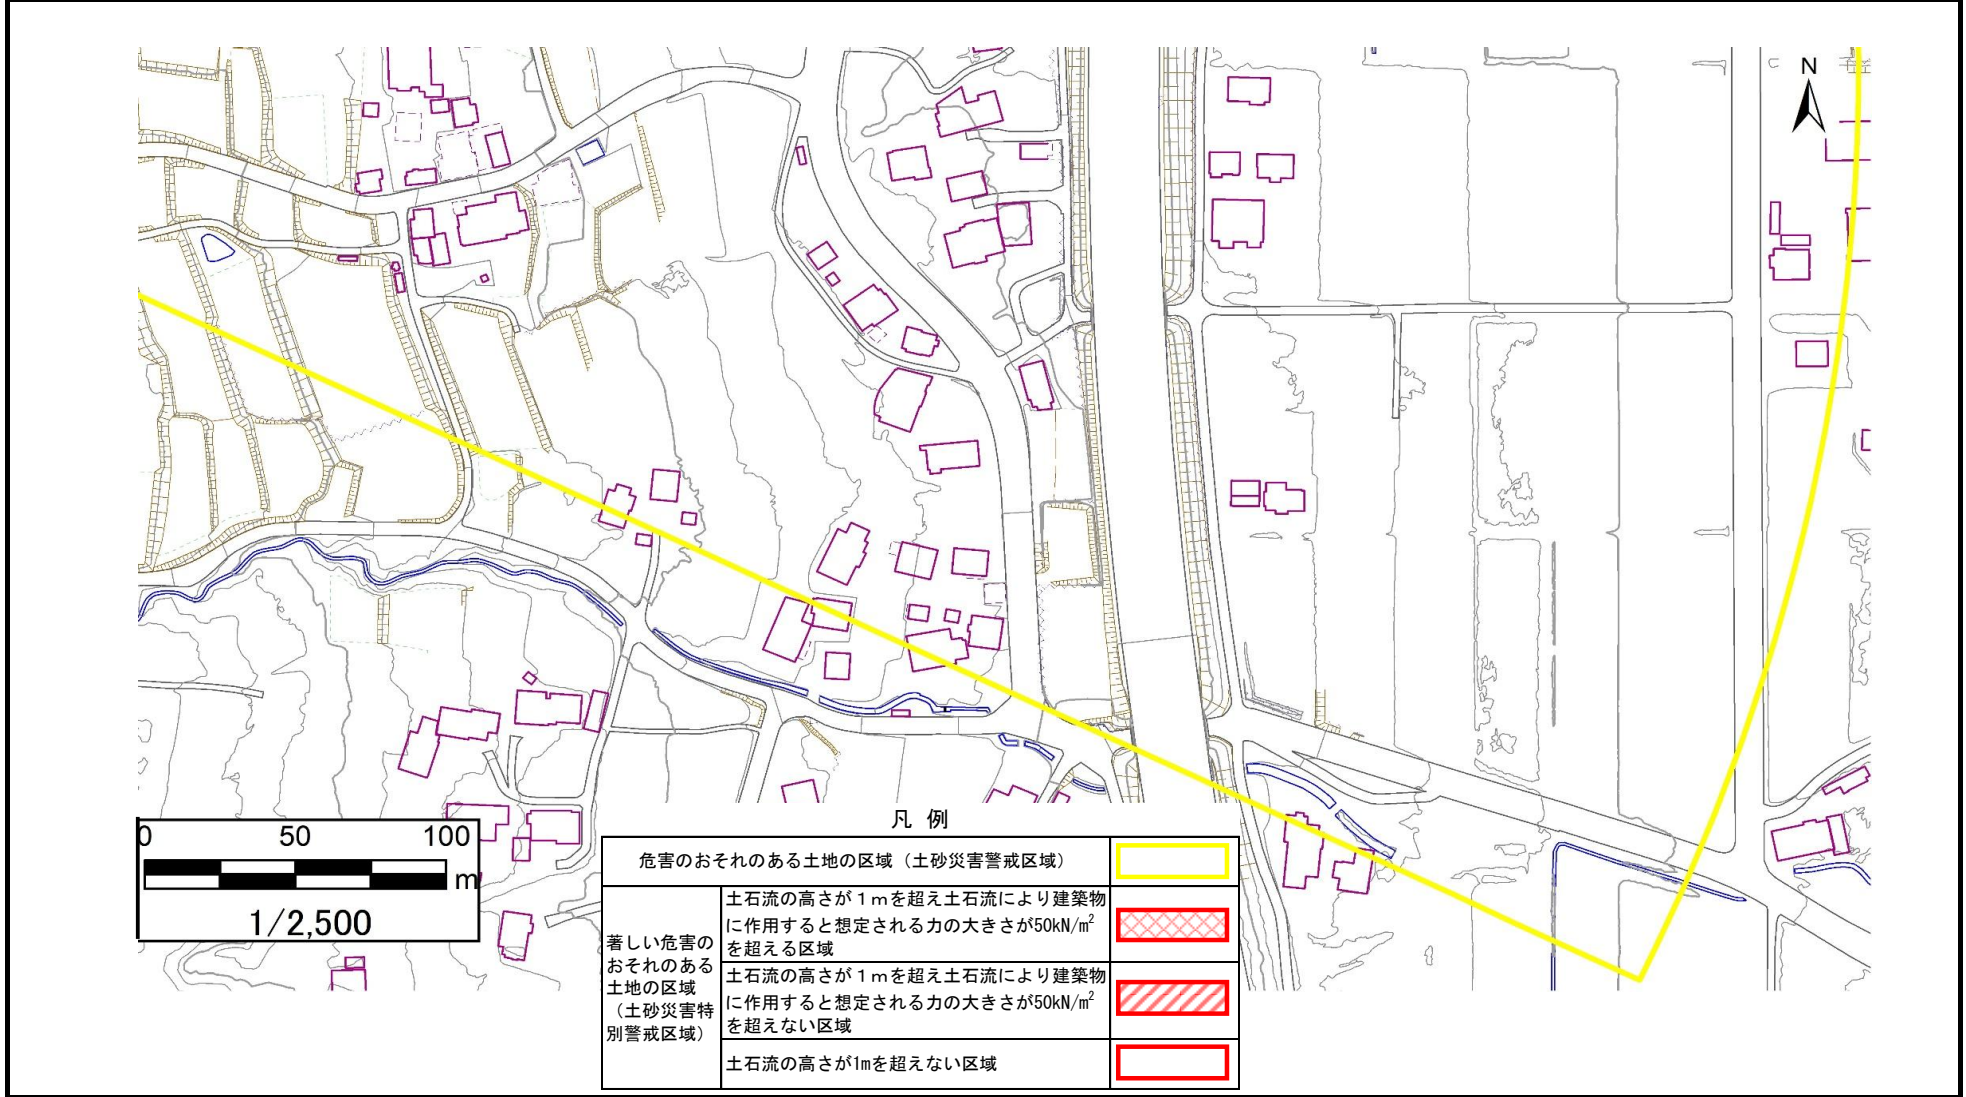 N
0 50 100
m
1/2,500
凡 例
危害のおそれのある土地の区域（土砂災害警戒区域）
著しい危害の
おそれのある
土地の区域
（土砂災害特
別警戒区域）
土石流の高さが１ｍを超え土石流により建築物
に作用すると想定される力の大きさが50kN/m²
を超える区域
土石流の高さが１ｍを超え土石流により建築物
に作用すると想定される力の大きさが50kN/m²
を超えない区域
土石流の高さが1mを超えない区域